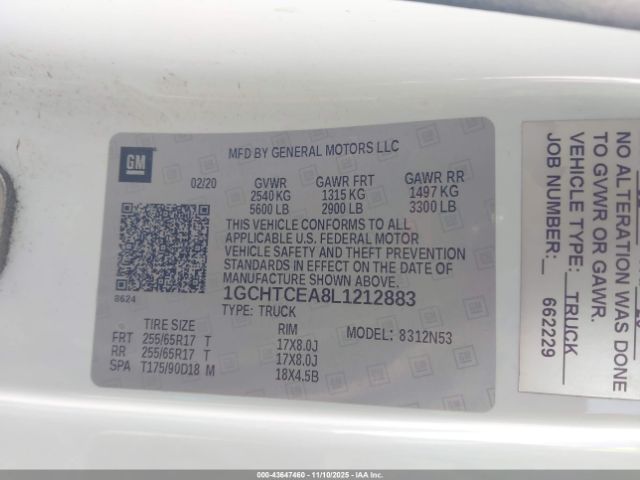 GM
MFD BY GENERAL MOTORS LLC
02/20 GVWR GAWR FRT GAWR RR
2540 KG 1315 KG 1497 KG
5600 LB 2900 LB 3300 LB
THIS VEHICLE CONFORMS TO ALL
APPLICABLE U.S. FEDERAL MOTOR
VEHICLE SAFETY AND THEFT PREVENTION
STANDARDS IN EFFECT ON THE DATE OF
MANUFACTURE SHOWN ABOVE.
8624
1GCHTCEA8L1212883
TYPE: TRUCK
TIRE SIZE RIM MODEL: 8312N53
FRT 255/65R17 T 17X8.0J
RR 255/65R17 T 17X8.0J
SPA T175/90D18 M 18X4.5B
NO ALTERATION WAS DONE
TO GVWR OR GAWR.
VEHICLE TYPE: TRUCK
JOB NUMBER: 662229
000-43647460 - 11/10/2025 - IAA Inc.